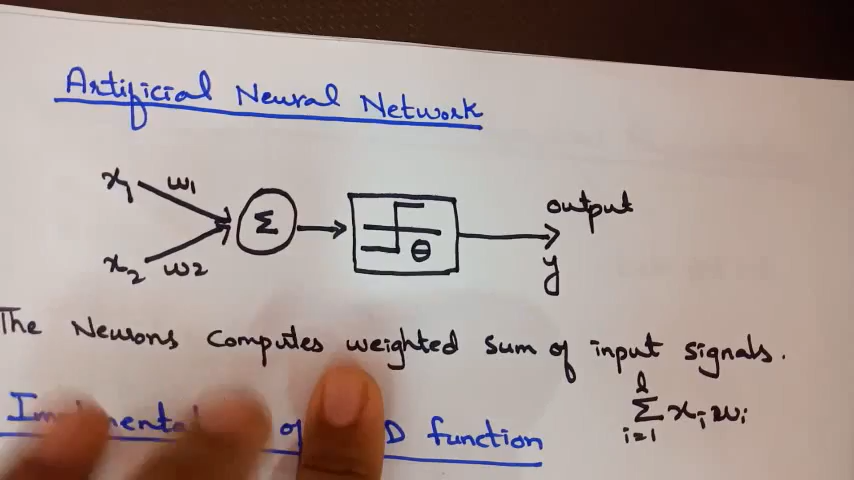 Artificial Neural Network
x1 w1
Σ
θ
output
y
x2 w2
The Neurons Computes weighted sum of input signals.
l
Σ xi wi
i=1
of D function